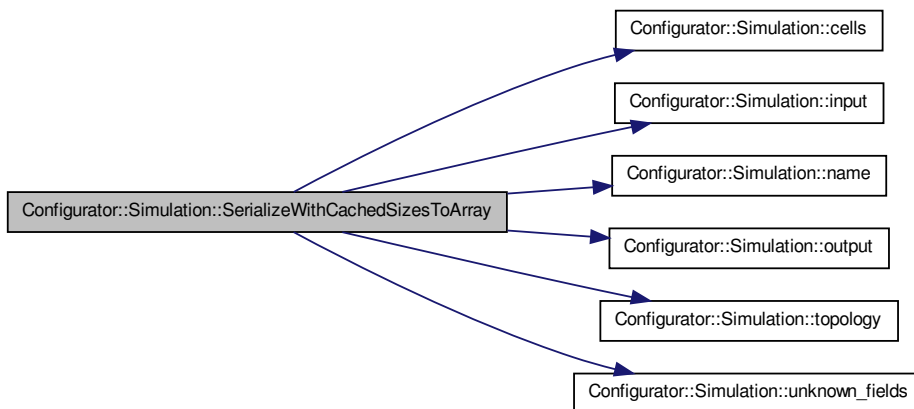 Configurator::Simulation::cells
Configurator::Simulation::input
Configurator::Simulation::name
Configurator::Simulation::SerializeWithCachedSizesToArray
Configurator::Simulation::output
Configurator::Simulation::topology
Configurator::Simulation::unknown_fields